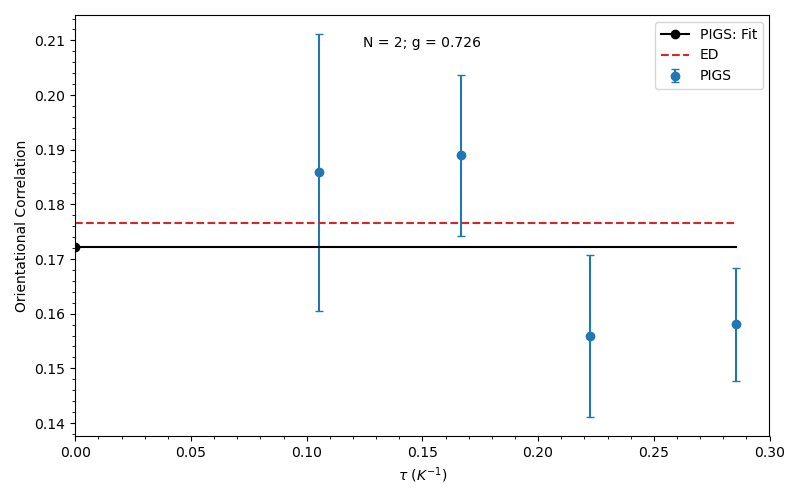 N = 2; g = 0.726
PIGS: Fit
ED
PIGS
Orientational Correlation
0.21
0.20
0.19
0.18
0.17
0.16
0.15
0.14
0.00 0.05 0.10 0.15 0.20 0.25 0.30
τ (K⁻¹)